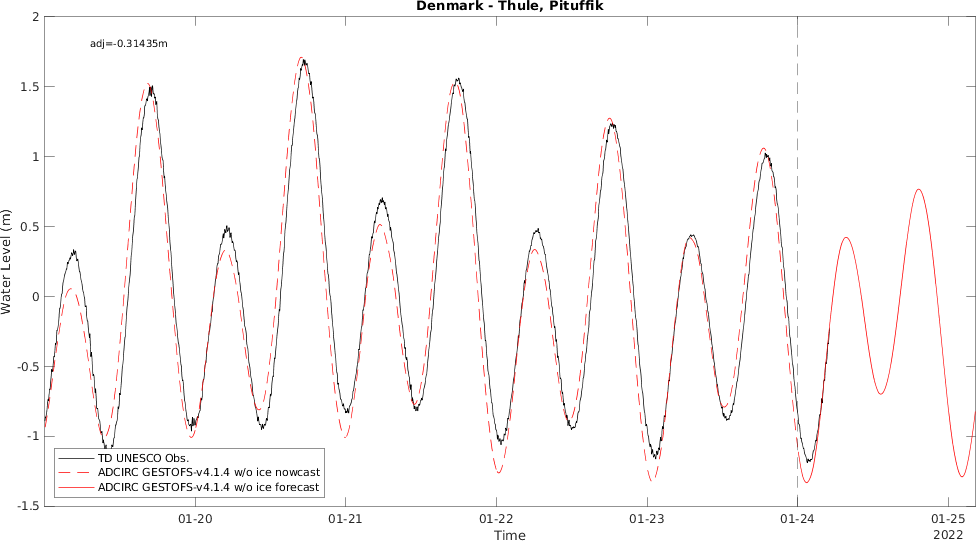 Denmark - Thule, Pituffik
adj=-0.31435m
Water Level (m)
2
1.5
1
0.5
0
-0.5
-1
-1.5
TD UNESCO Obs.
ADCIRC GESTOFS-v4.1.4 w/o ice nowcast
ADCIRC GESTOFS-v4.1.4 w/o ice forecast
01-20 01-21 01-22 01-23 01-24 01-25
Time
2022